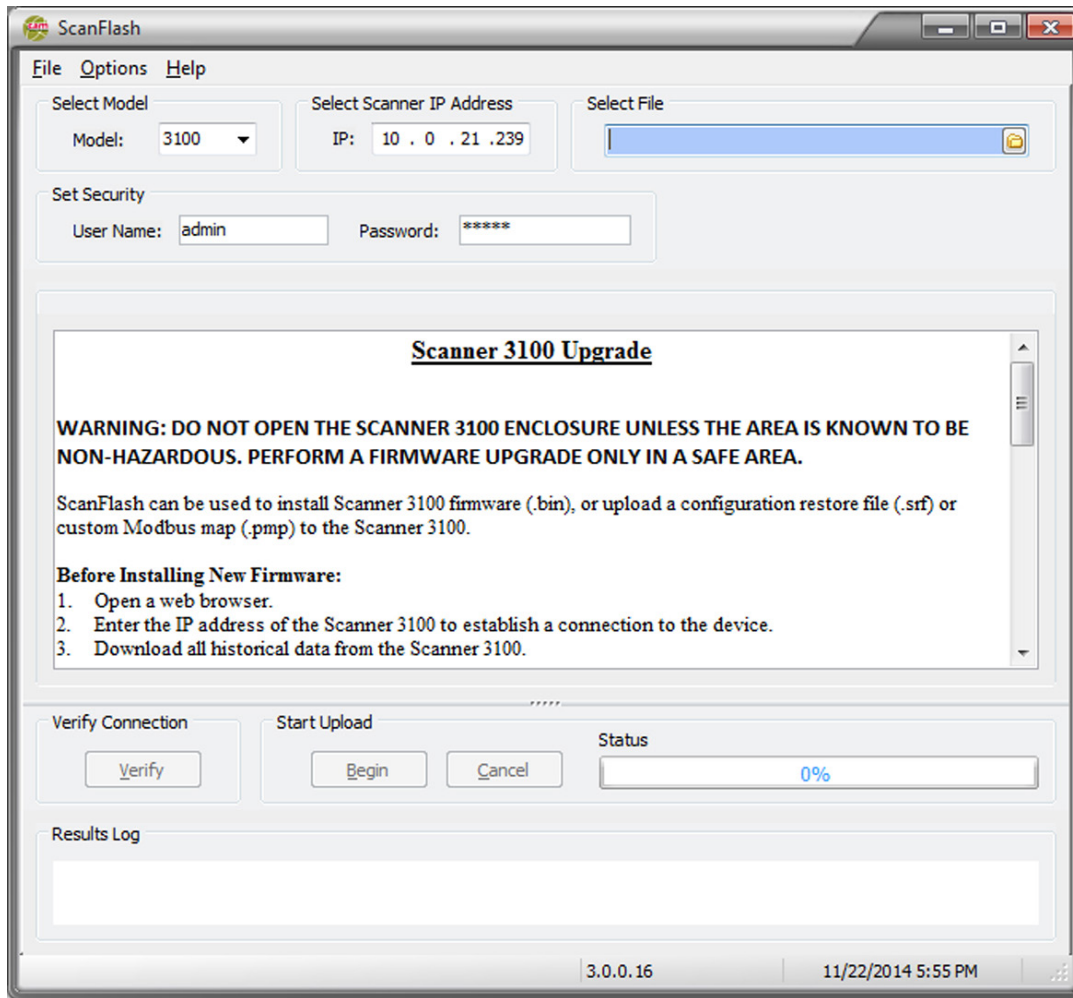 ScanFlash
File Options Help
Select Model
Model: 3100
Select Scanner IP Address
IP: 10 . 0 . 21 .239
Select File
Set Security
User Name: admin
Password: *****
Scanner 3100 Upgrade
WARNING: DO NOT OPEN THE SCANNER 3100 ENCLOSURE UNLESS THE AREA IS KNOWN TO BE
NON-HAZARDOUS. PERFORM A FIRMWARE UPGRADE ONLY IN A SAFE AREA.
ScanFlash can be used to install Scanner 3100 firmware (.bin), or upload a configuration restore file (.srf) or
custom Modbus map (.pmp) to the Scanner 3100.
Before Installing New Firmware:
1. Open a web browser.
2. Enter the IP address of the Scanner 3100 to establish a connection to the device.
3. Download all historical data from the Scanner 3100.
Verify Connection
Verify
Start Upload
Begin Cancel
Status
0%
Results Log
3.0.0.16 11/22/2014 5:55 PM